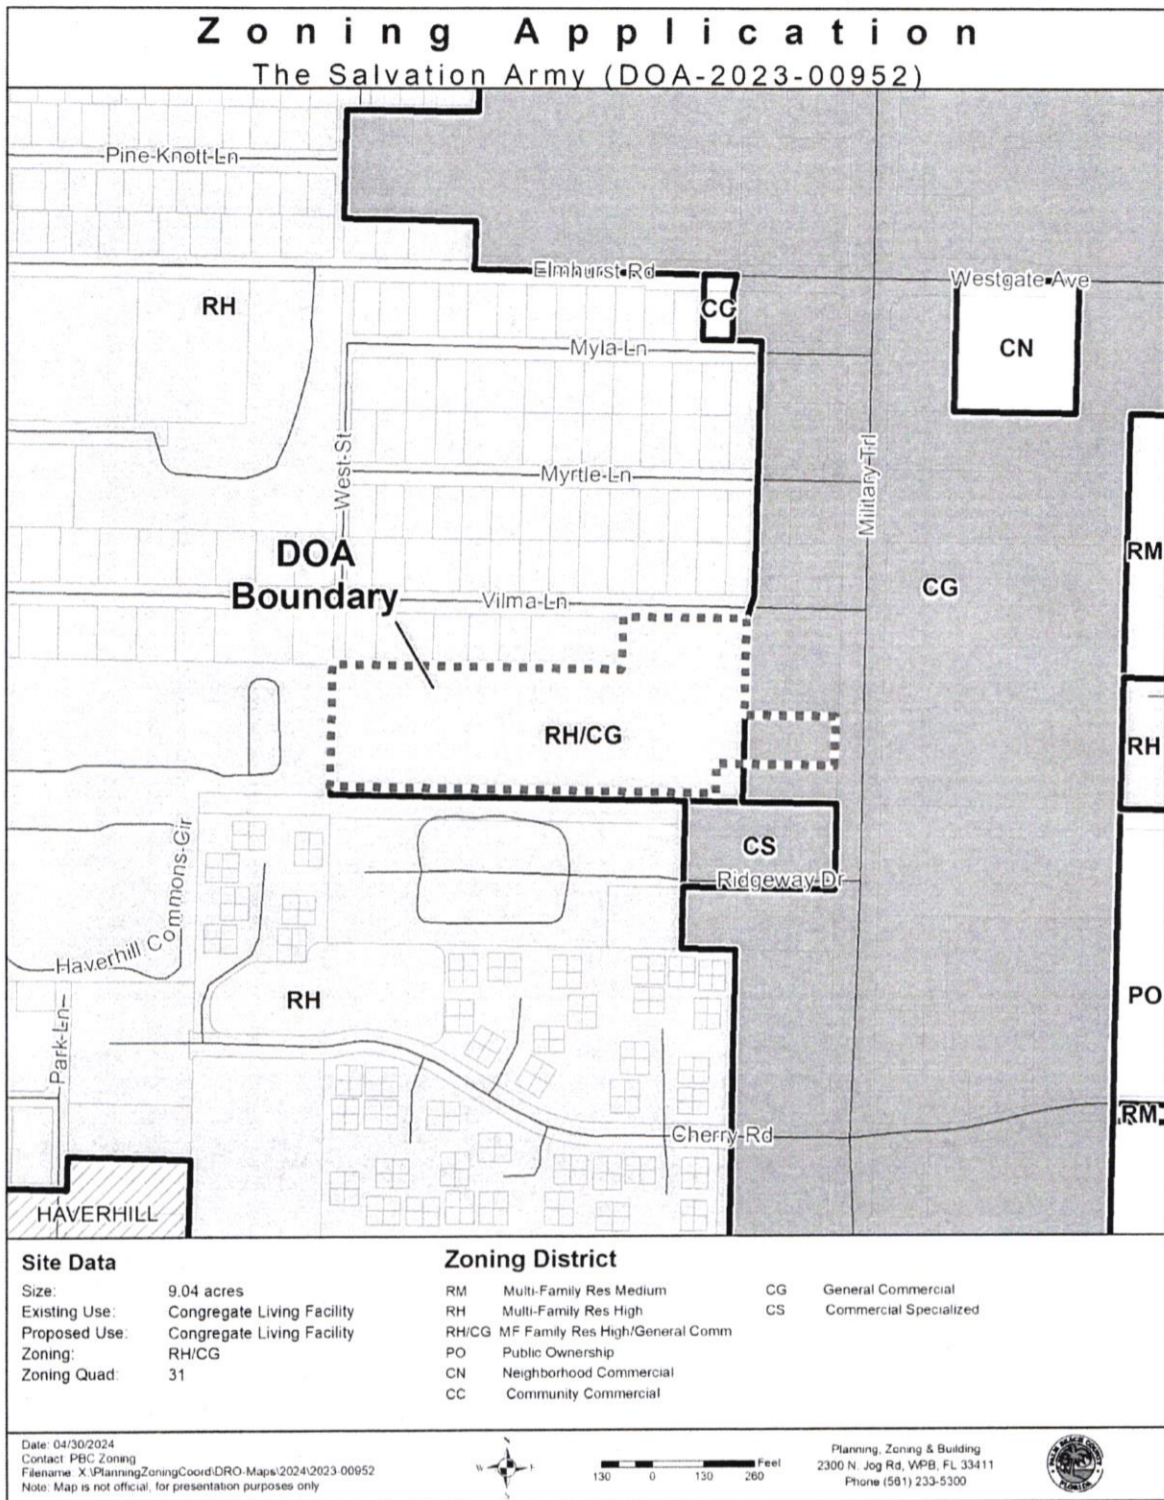 Zoning Application
The Salvation Army (DOA-2023-00952)
Pine-Knott-Ln
Elmhurst Rd
Westgate Ave
RH
CC
CN
Myla-Ln
West-St
Myrtle-Ln
Military-Trl
RM
DOA
Boundary
CG
Vilma-Ln
RH/CG
RH
CS
Ridgeway Dr
Haverhill Commons-Cir
RH
PO
Park-Ln
RM
Cherry Rd
HAVERHILL
Site Data
Size: 9.04 acres
Existing Use: Congregate Living Facility
Proposed Use: Congregate Living Facility
Zoning: RH/CG
Zoning Quad: 31
Zoning District
RM Multi-Family Res Medium
RH Multi-Family Res High
RH/CG MF Family Res High/General Comm
PO Public Ownership
CN Neighborhood Commercial
CC Community Commercial
CG General Commercial
CS Commercial Specialized
Date: 04/30/2024
Contact: PBC Zoning
Filename: X:\PlanningZoningCoord\DRO-Maps\2024\2023-00952
Note: Map is not official, for presentation purposes only
N
W E
S
130 0 130 260 Feet
Planning, Zoning & Building
2300 N. Jog Rd, WPB, FL 33411
Phone (561) 233-5300
PALM BEACH COUNTY
FLORIDA